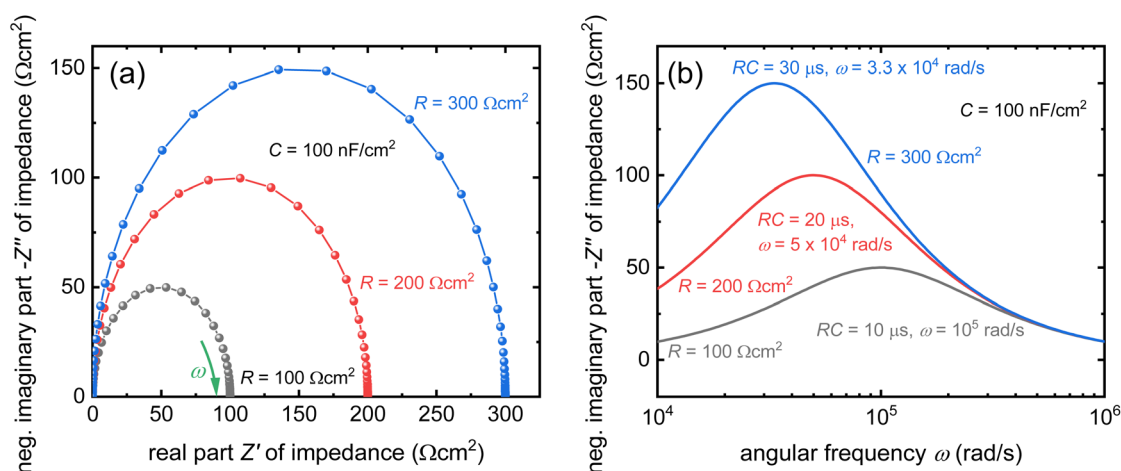 neg. imaginary part -Z″ of impedance (Ωcm²)
(a)
150
100
50
0
R = 300 Ωcm²
C = 100 nF/cm²
R = 200 Ωcm²
R = 100 Ωcm²
ω
0 50 100 150 200 250 300
real part Z′ of impedance (Ωcm²)
neg. imaginary part -Z″ of impedance (Ωcm²)
(b)
150
100
50
0
RC = 30 μs, ω = 3.3 x 10⁴ rad/s
C = 100 nF/cm²
R = 300 Ωcm²
RC = 20 μs,
ω = 5 x 10⁴ rad/s
R = 200 Ωcm²
RC = 10 μs, ω = 10⁵ rad/s
R = 100 Ωcm²
10⁴ 10⁵ 10⁶
angular frequency ω (rad/s)